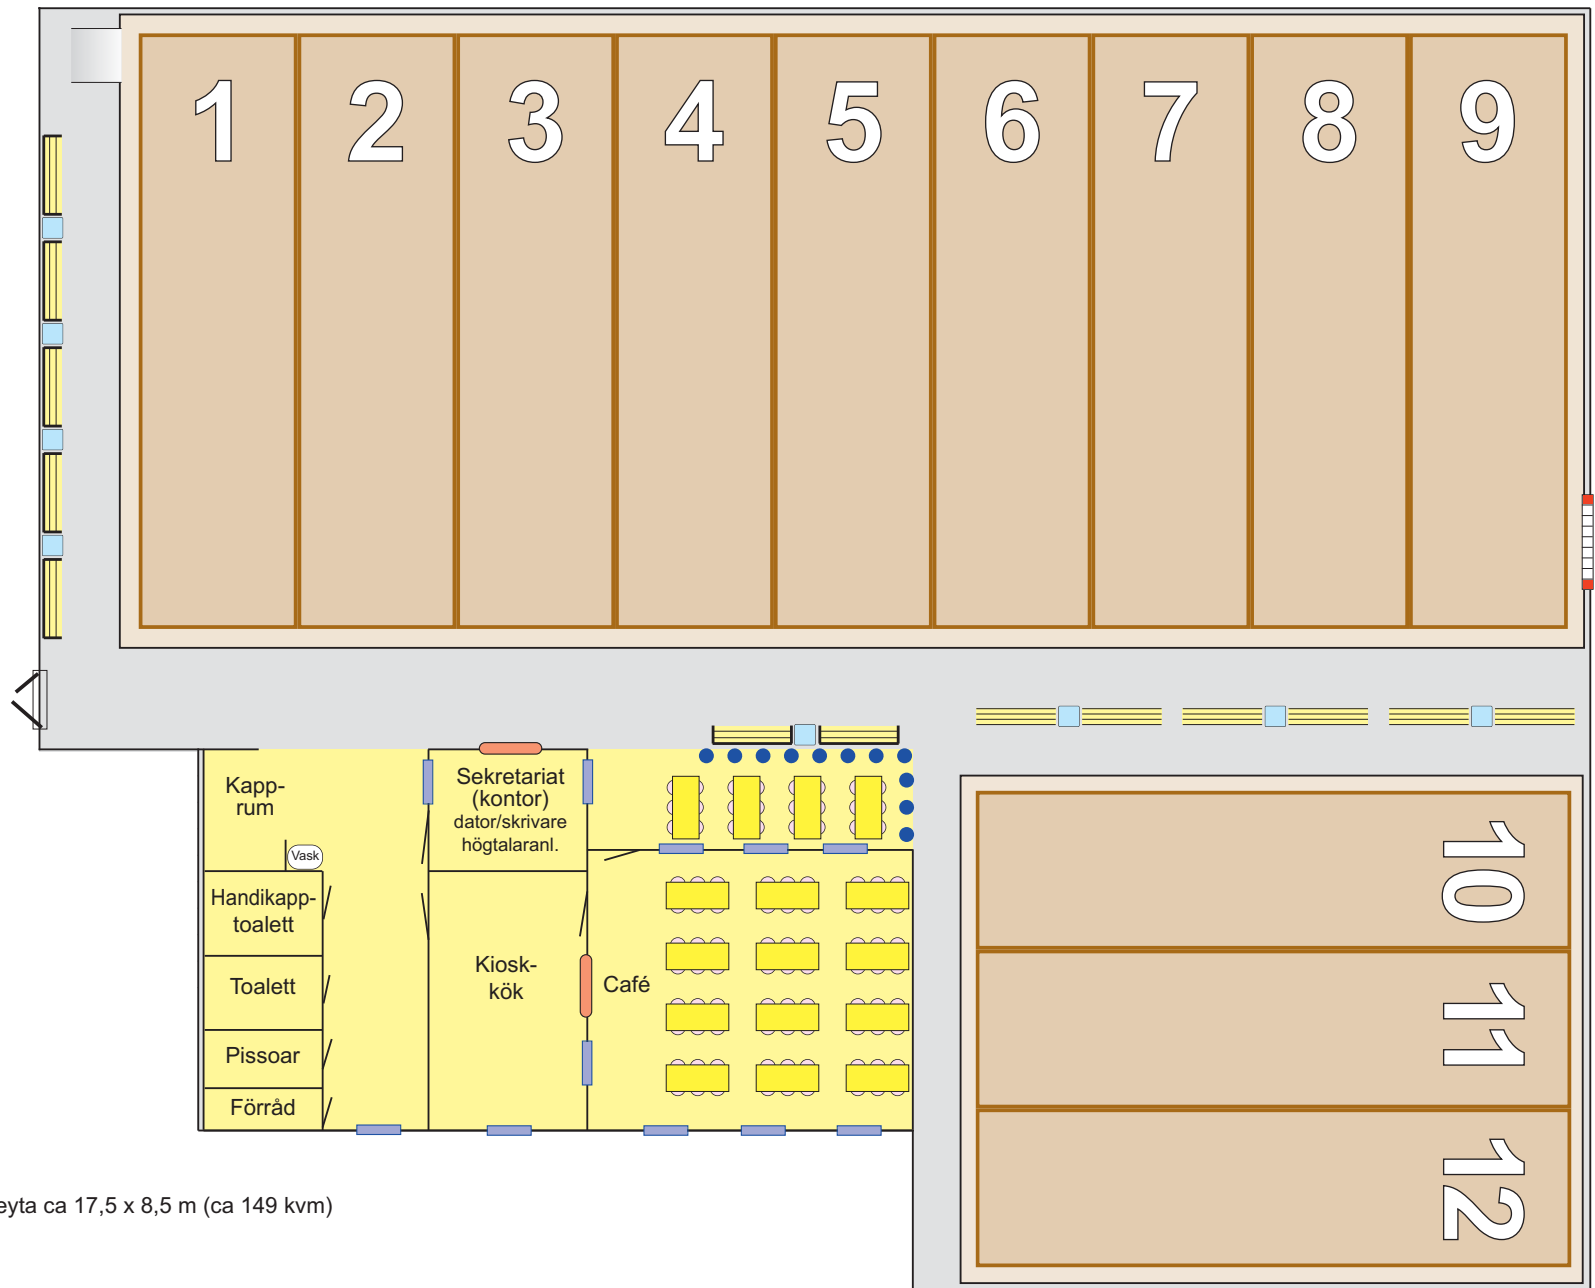 1 2 3 4 5 6 7 8 9
Kapp-
rum
Sekretariat
(kontor)
dator/skrivare
högtalaranl.
Vask
Handikapp-
toalett
Toalett
Pissoar
Förråd
Kiosk-
kök
Café
10
11
12
ca 17,5 x 8,5 m (ca 149 kvm)